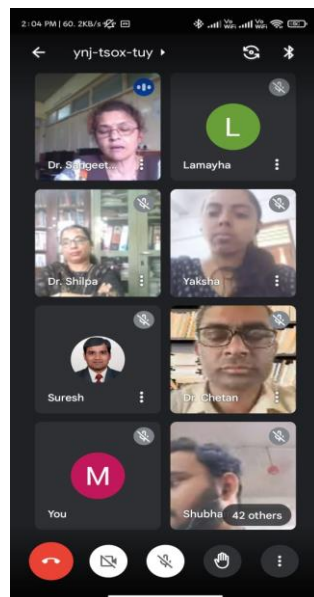 2:04 PM | 60. 2KB/s
ynj-tsox-tuy
L
Dr. Sangeet...
Lamayha
Dr. Shilpa
Yaksha
Suresh
Dr. Chetan
M
You
Shubha
42 others